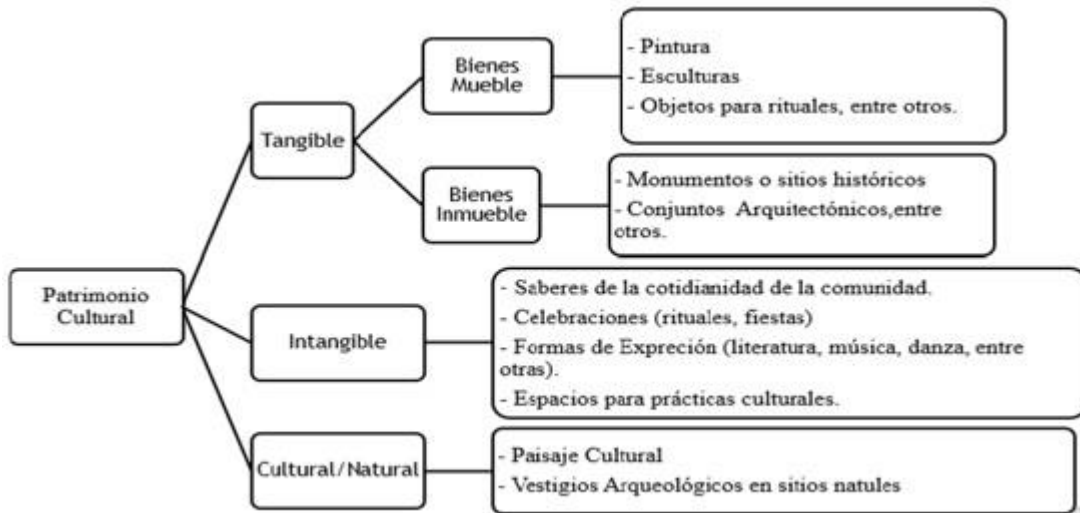 Patrimonio
Cultural
Tangible
Bienes
Mueble
- Pintura
- Esculturas
- Objetos para rituales, entre otros.
Bienes
Inmueble
- Monumentos o sitios históricos
- Conjuntos Arquitectónicos,entre
otros.
Intangible
- Saberes de la cotidianidad de la comunidad.
- Celebraciones (rituales, fiestas)
- Formas de Expreción (literatura, música, danza, entre
otras).
- Espacios para prácticas culturales.
Cultural/Natural
- Paisaje Cultural
- Vestigios Arqueológicos en sitios natules